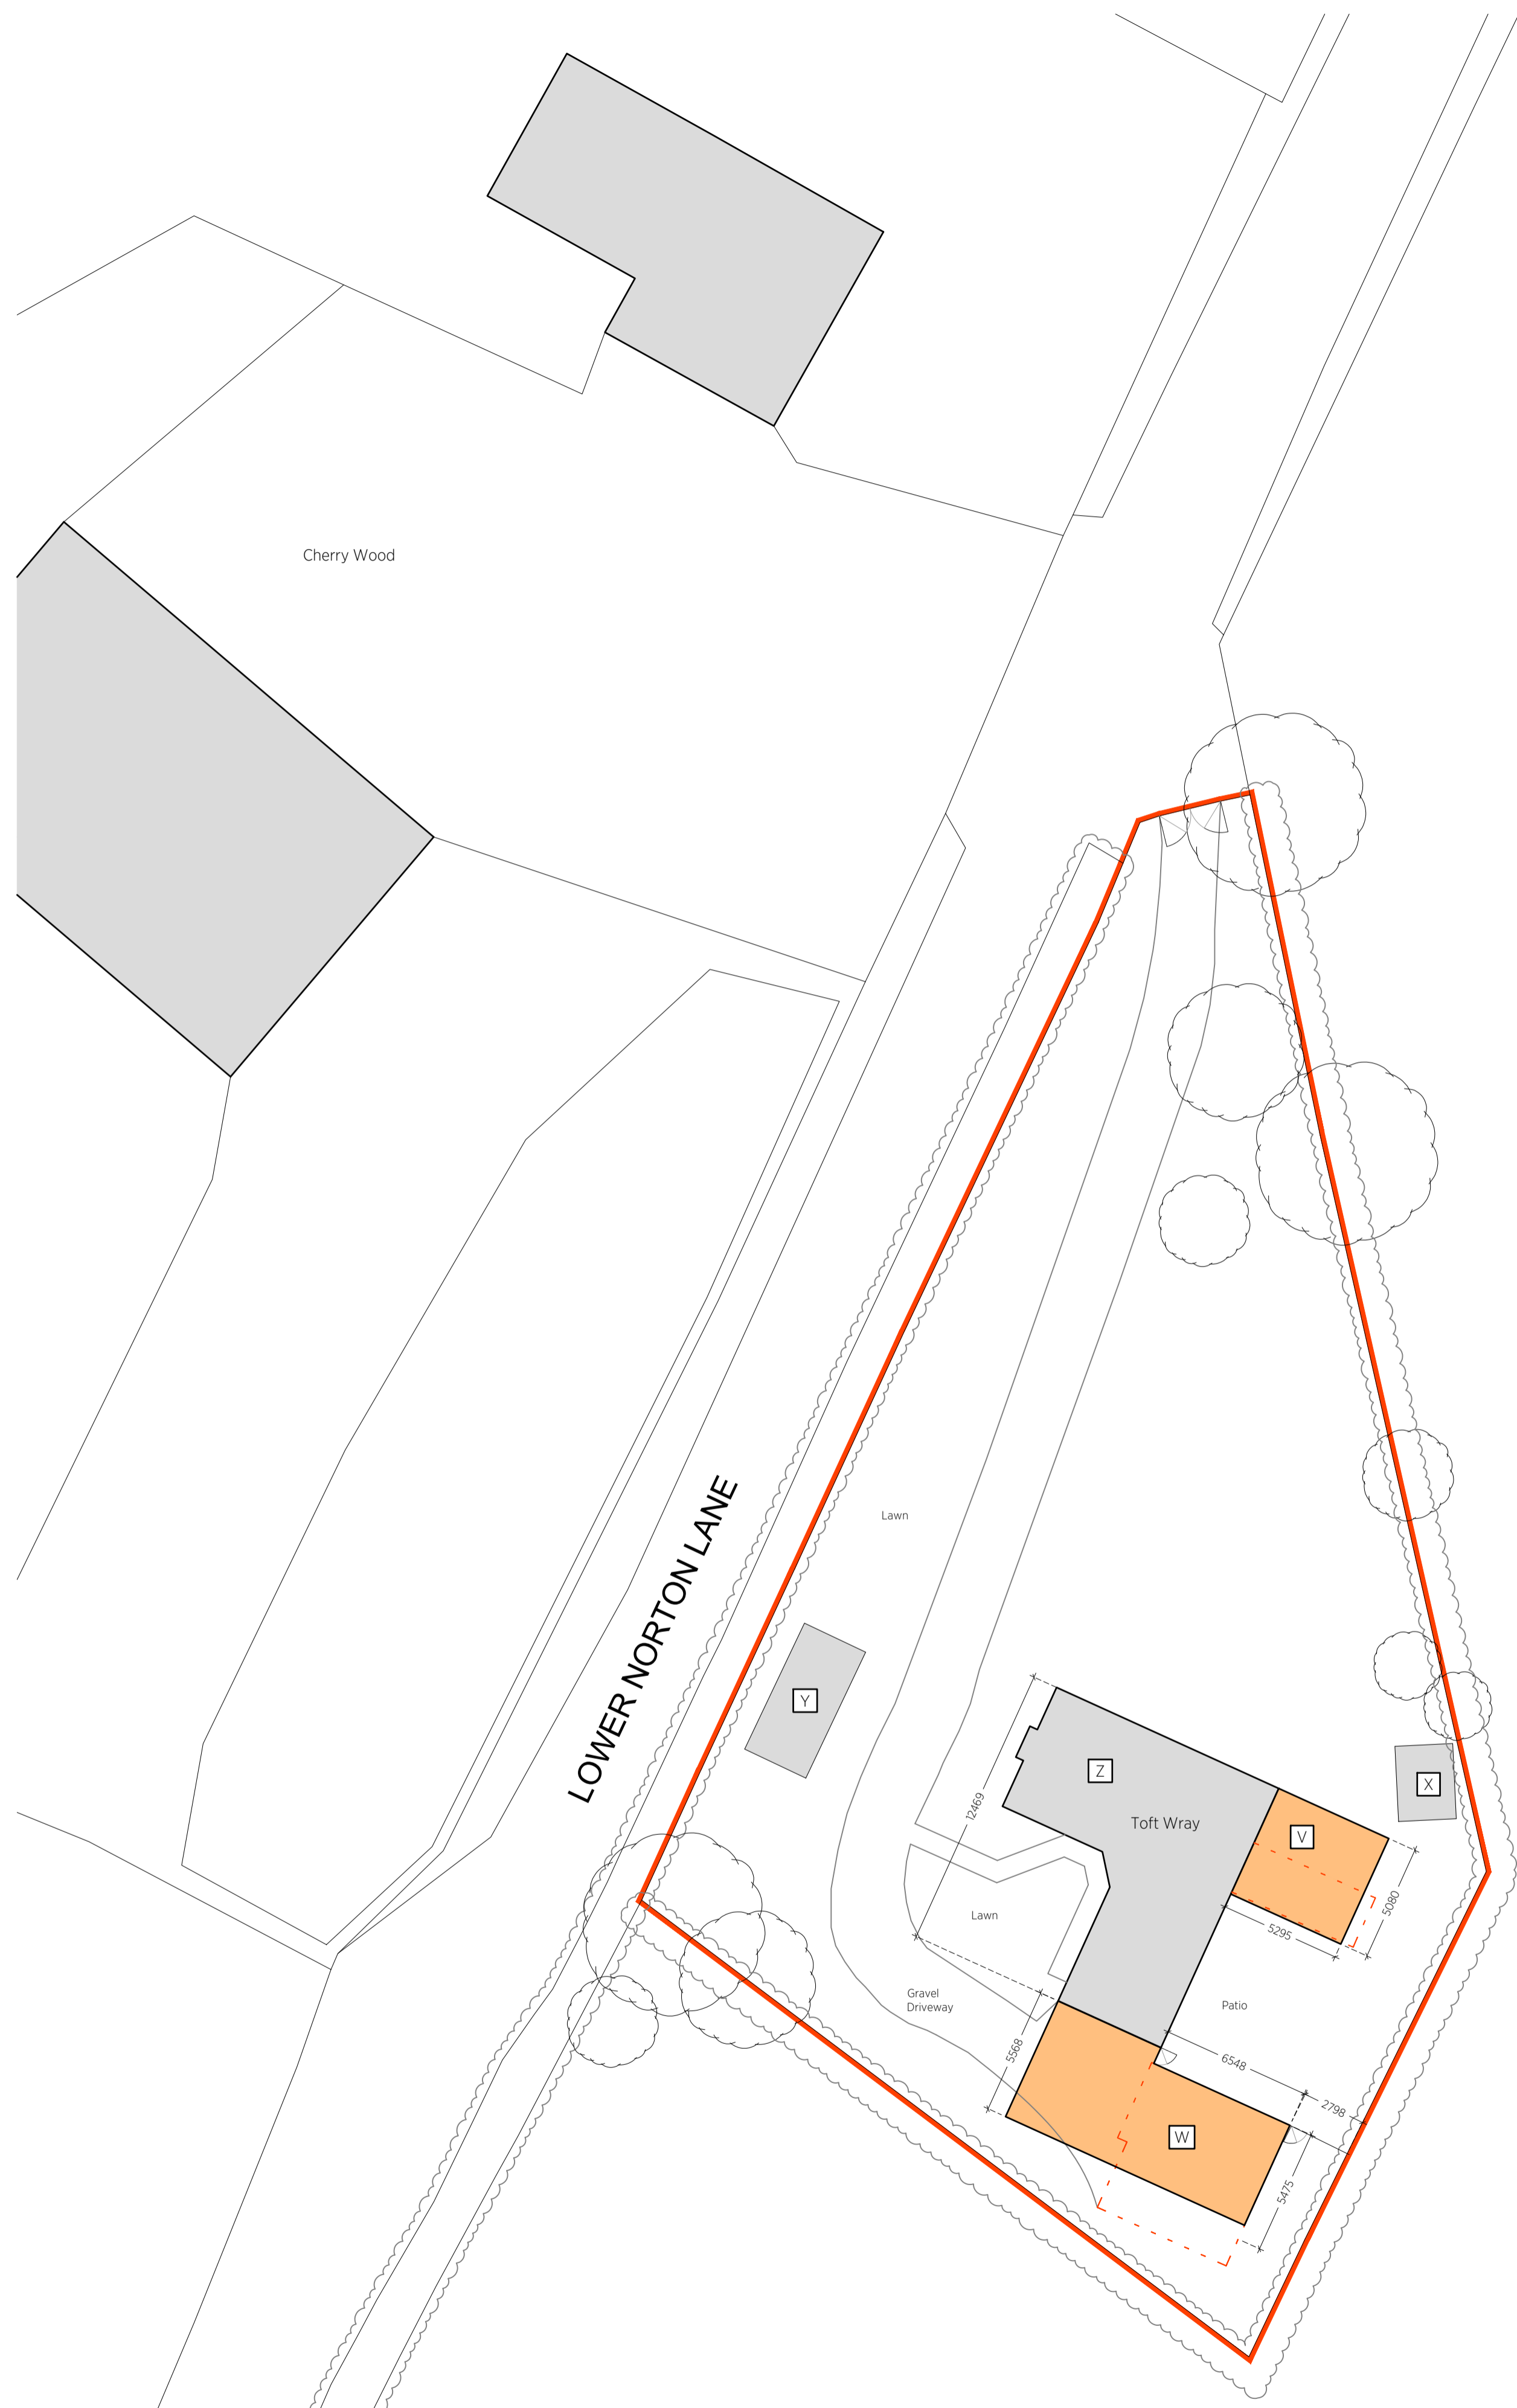 Cherry Wood
LOWER NORTON LANE
Lawn
Y
Z
X
Toft Wray
V
12469
5080
5295
Lawn
Gravel
Driveway
Patio
5568
6548
2798
W
5475